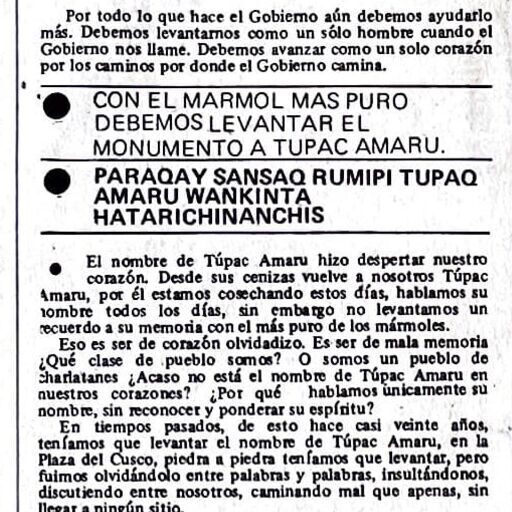 Por todo lo que hace el Gobierno aún debemos ayudarlo
más. Debemos levantarnos como un sólo hombre cuando el
Gobierno nos llame. Debemos avanzar como un solo corazón
por los caminos por donde el Gobierno camina.
CON EL MARMOL MAS PURO
DEBEMOS LEVANTAR EL
MONUMENTO A TUPAC AMARU.
PARAQAY SANSAQ RUMIPI TUPAQ
AMARU WANKINTA
HATARICHINANCHIS
El nombre de Túpac Amaru hizo despertar nuestro
corazón. Desde sus cenizas vuelve a nosotros Túpac
Amaru, por él estamos cosechando estos días, hablamos su
nombre todos los días, sin embargo no levantamos un
recuerdo a su memoria con el más puro de los mármoles.
Eso es ser de corazón olvidadizo. Es ser de mala memoria
¿Qué clase de pueblo somos? O somos un pueblo de
charlatanes ¿Acaso no está el nombre de Túpac Amaru en
nuestros corazones? ¿Por qué hablamos únicamente su
nombre, sin reconocer y ponderar su espíritu?
En tiempos pasados, de esto hace casi veinte años,
teníamos que levantar el nombre de Túpac Amaru, en la
Plaza del Cusco, piedra a piedra teníamos que levantar, pero
fuimos olvidándolo entre palabras y palabras, insultándonos,
discutiendo entre nosotros, caminando mal que apenas, sin
llegar a ningún sitio.